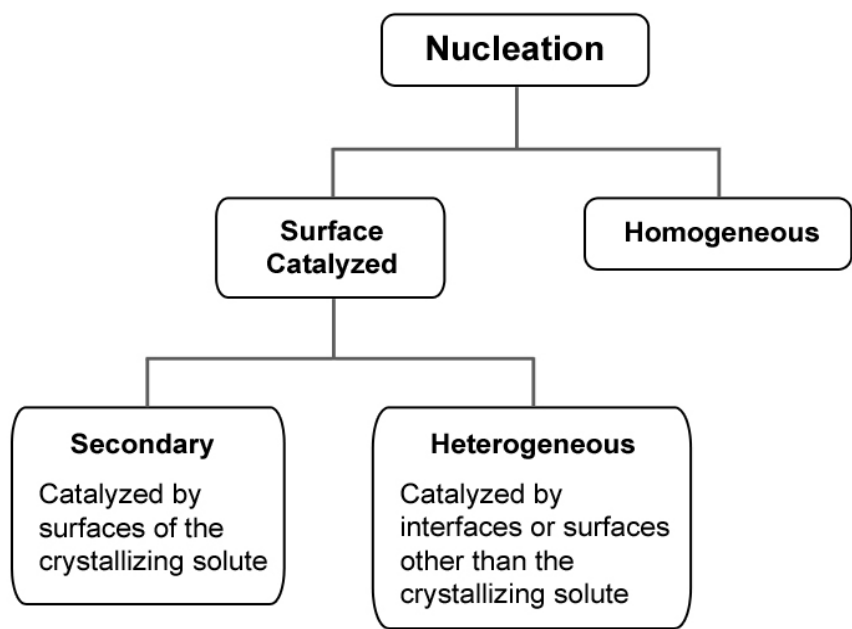 Nucleation
Surface
Catalyzed
Homogeneous
Secondary
Catalyzed by
surfaces of the
crystallizing solute
Heterogeneous
Catalyzed by
interfaces or surfaces
other than the
crystallizing solute